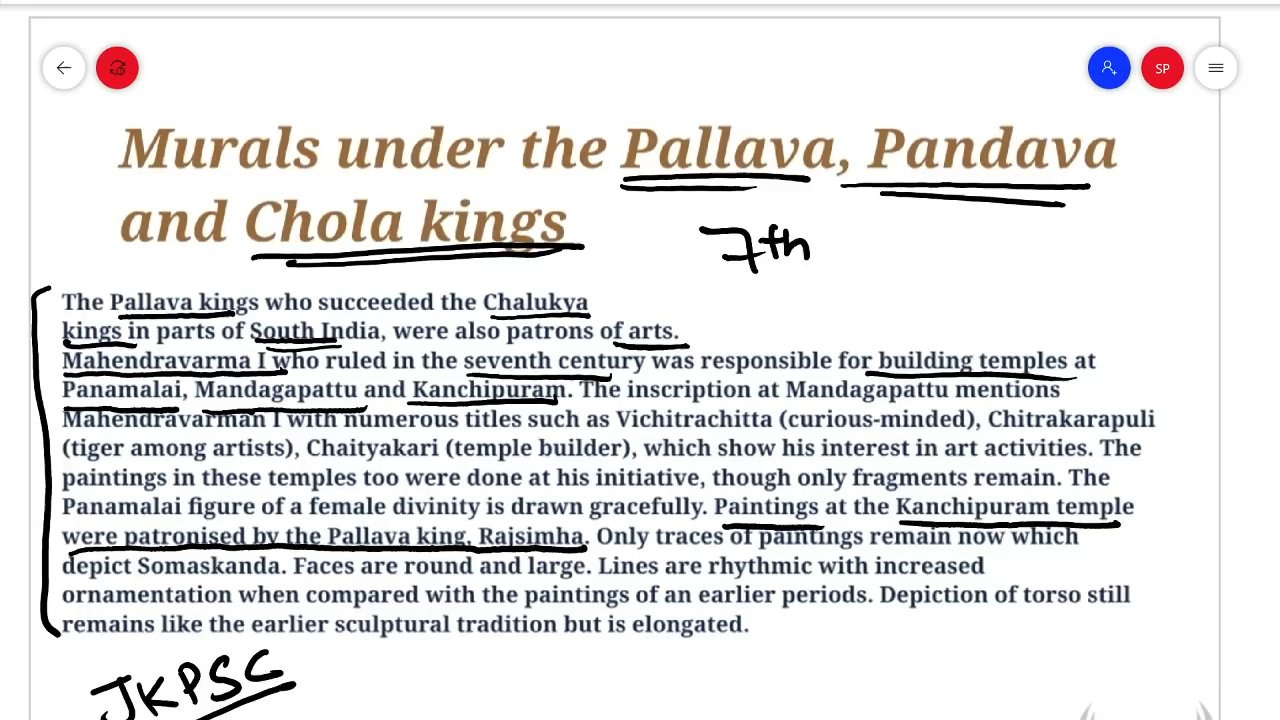 SP
Murals under the Pallava, Pandava
and Chola kings
7th
The Pallava kings who succeeded the Chalukya
kings in parts of South India, were also patrons of arts.
Mahendravarma I who ruled in the seventh century was responsible for building temples at
Panamalai, Mandagapattu and Kanchipuram. The inscription at Mandagapattu mentions
Mahendravarman I with numerous titles such as Vichitrachitta (curious-minded), Chitrakarapuli
(tiger among artists), Chaityakari (temple builder), which show his interest in art activities. The
paintings in these temples too were done at his initiative, though only fragments remain. The
Panamalai figure of a female divinity is drawn gracefully. Paintings at the Kanchipuram temple
were patronised by the Pallava king, Rajsimha. Only traces of paintings remain now which
depict Somaskanda. Faces are round and large. Lines are rhythmic with increased
ornamentation when compared with the paintings of an earlier periods. Depiction of torso still
remains like the earlier sculptural tradition but is elongated.
JKPSC